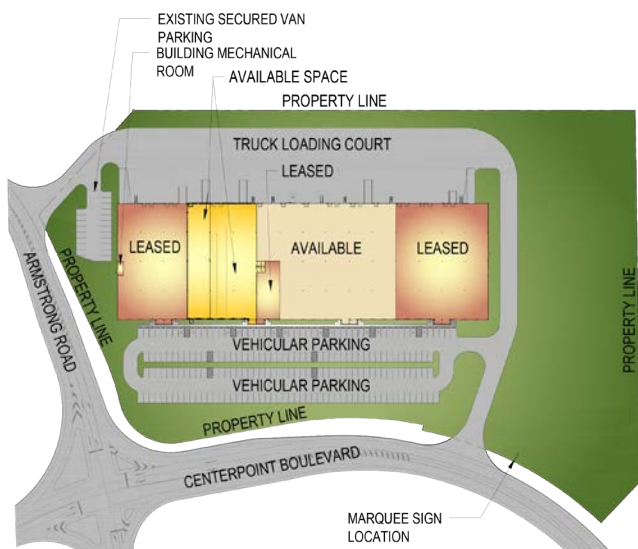 EXISTING SECURED VAN
PARKING
BUILDING MECHANICAL
ROOM
AVAILABLE SPACE
PROPERTY LINE
TRUCK LOADING COURT
LEASED
LEASED
AVAILABLE
LEASED
ARMSTRONG ROAD
PROPERTY LINE
PROPERTY LINE
VEHICULAR PARKING
VEHICULAR PARKING
PROPERTY LINE
CENTERPOINT BOULEVARD
MARQUEE SIGN
LOCATION